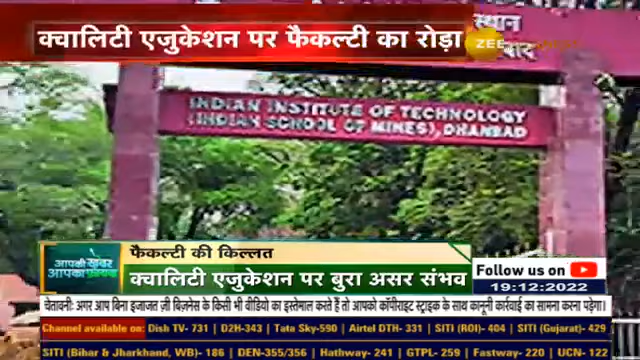 क्वालिटी एजुकेशन पर फैकल्टी का रोड़ा
स्थान
ZEE
बाद
INDIAN INSTITUTE OF TECHNOLOGY
(INDIAN SCHOOL OF MINES), DHANBAD
आपकी खबर
आपका फ़ायदा
फैकल्टी की किल्लत
क्वालिटी एजुकेशन पर बुरा असर संभव
Follow us on
19:12:2022
चेतावनी: अगर आप बिना इजाजत ज़ी बिज़नेस के किसी भी वीडियो का इस्तेमाल करते हैं तो आपको कॉपीराइट स्ट्राइक के साथ कानूनी कार्रवाई का सामना करना पड़ेगा।
Channel available on: Dish TV- 731 | D2H-343 | Tata Sky-590 | Airtel DTH- 331 | SITI (ROI) - 404 | SITI (Gujarat)- 429
SITI (Bihar & Jharkhand, WB)- 186 | DEN-355/356 | Hathway- 241 | GTPL- 259 | Fastway- 220 | UCN- 122